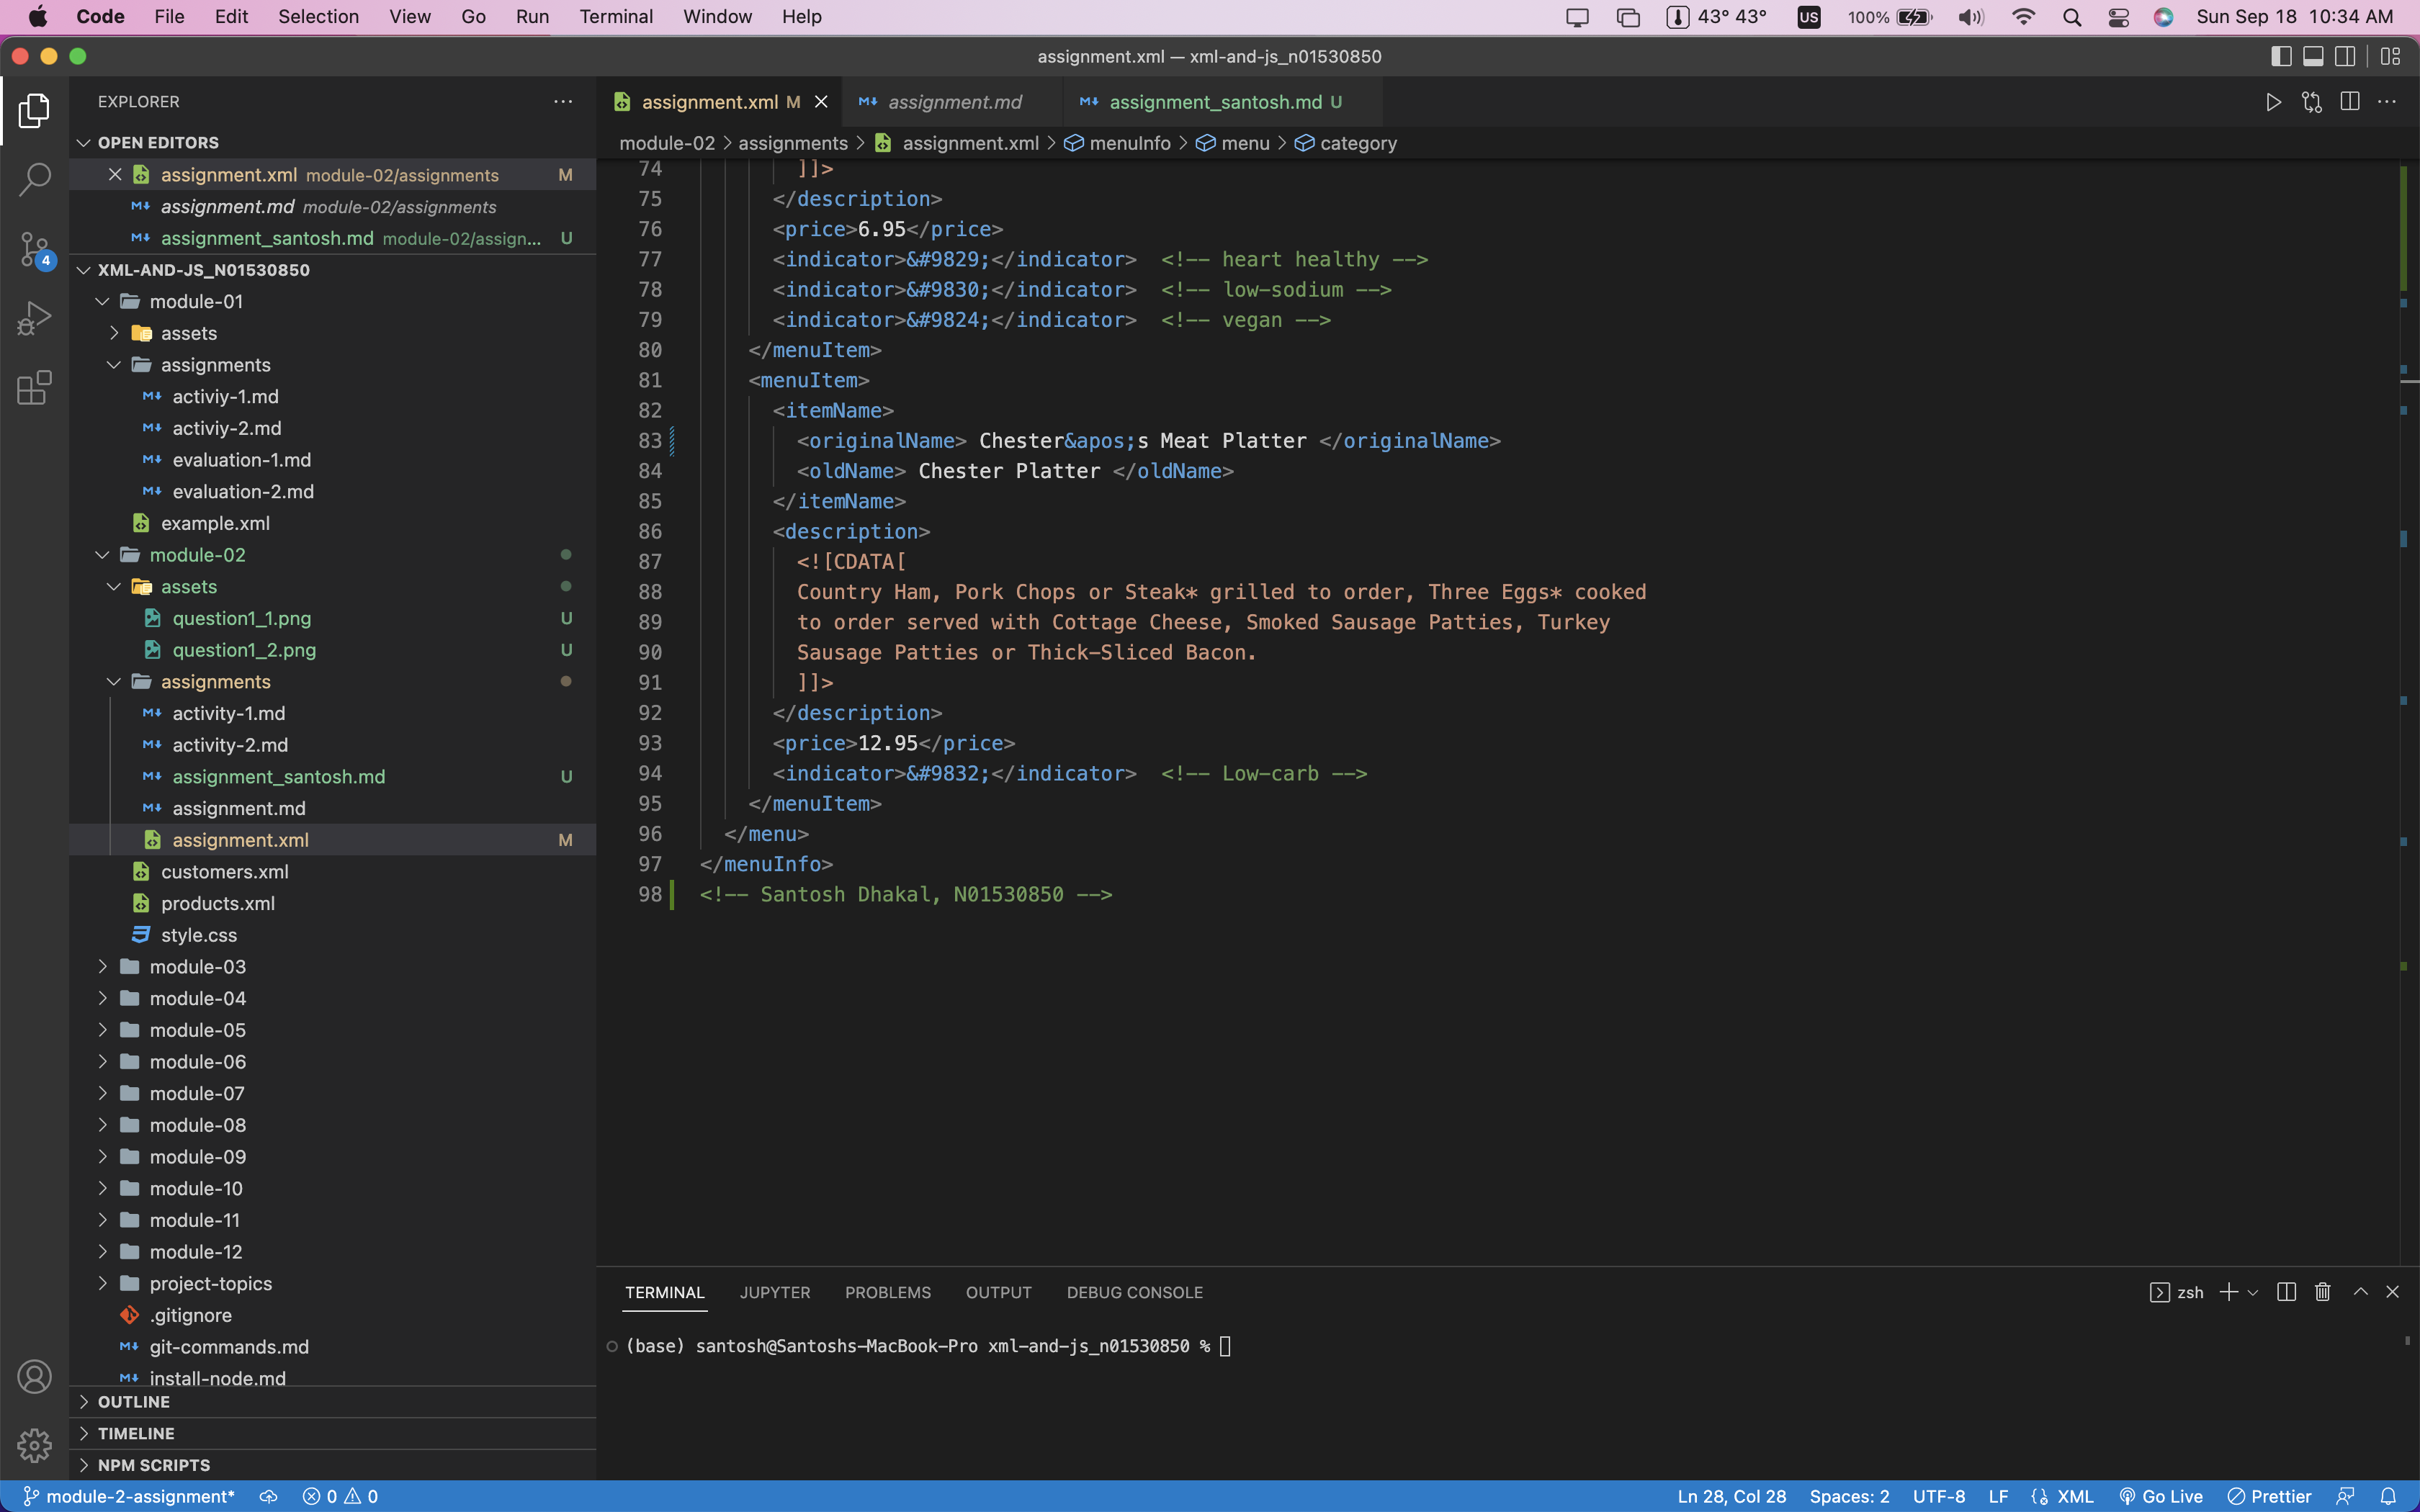 Code File Edit Selection View Go Run Terminal Window Help 43° 43° US 100% Sun Sep 18 10:34 AM
assignment.xml — xml-and-js_n01530850
EXPLORER
OPEN EDITORS
assignment.xml module-02/assignments M
assignment.md module-02/assignments
assignment_santosh.md module-02/assign... U
4
XML-AND-JS_N01530850
module-01
assets
assignments
activiy-1.md
activiy-2.md
evaluation-1.md
evaluation-2.md
example.xml
module-02
assets
question1_1.png U
question1_2.png U
assignments
activity-1.md
activity-2.md
assignment_santosh.md U
assignment.md
assignment.xml M
customers.xml
products.xml
style.css
module-03
module-04
module-05
module-06
module-07
module-08
module-09
module-10
module-11
module-12
project-topics
.gitignore
git-commands.md
install-node.md
OUTLINE
TIMELINE
NPM SCRIPTS
assignment.xml M assignment.md assignment_santosh.md U
module-02 > assignments > assignment.xml > menuInfo > menu > category
74 ]]>
75 </description>
76 <price>6.95</price>
77 <indicator>&#9829;</indicator> <!-- heart healthy -->
78 <indicator>&#9830;</indicator> <!-- low-sodium -->
79 <indicator>&#9824;</indicator> <!-- vegan -->
80 </menuItem>
81 <menuItem>
82 <itemName>
83 <originalName> Chester&apos;s Meat Platter </originalName>
84 <oldName> Chester Platter </oldName>
85 </itemName>
86 <description>
87 <![CDATA[
88 Country Ham, Pork Chops or Steak* grilled to order, Three Eggs* cooked
89 to order served with Cottage Cheese, Smoked Sausage Patties, Turkey
90 Sausage Patties or Thick-Sliced Bacon.
91 ]]>
92 </description>
93 <price>12.95</price>
94 <indicator>&#9832;</indicator> <!-- Low-carb -->
95 </menuItem>
96 </menu>
97 </menuInfo>
98 <!-- Santosh Dhakal, N01530850 -->
TERMINAL JUPYTER PROBLEMS OUTPUT DEBUG CONSOLE zsh
(base) santosh@Santoshs-MacBook-Pro xml-and-js_n01530850 %
module-2-assignment* 0 0 Ln 28, Col 28 Spaces: 2 UTF-8 LF XML Go Live Prettier